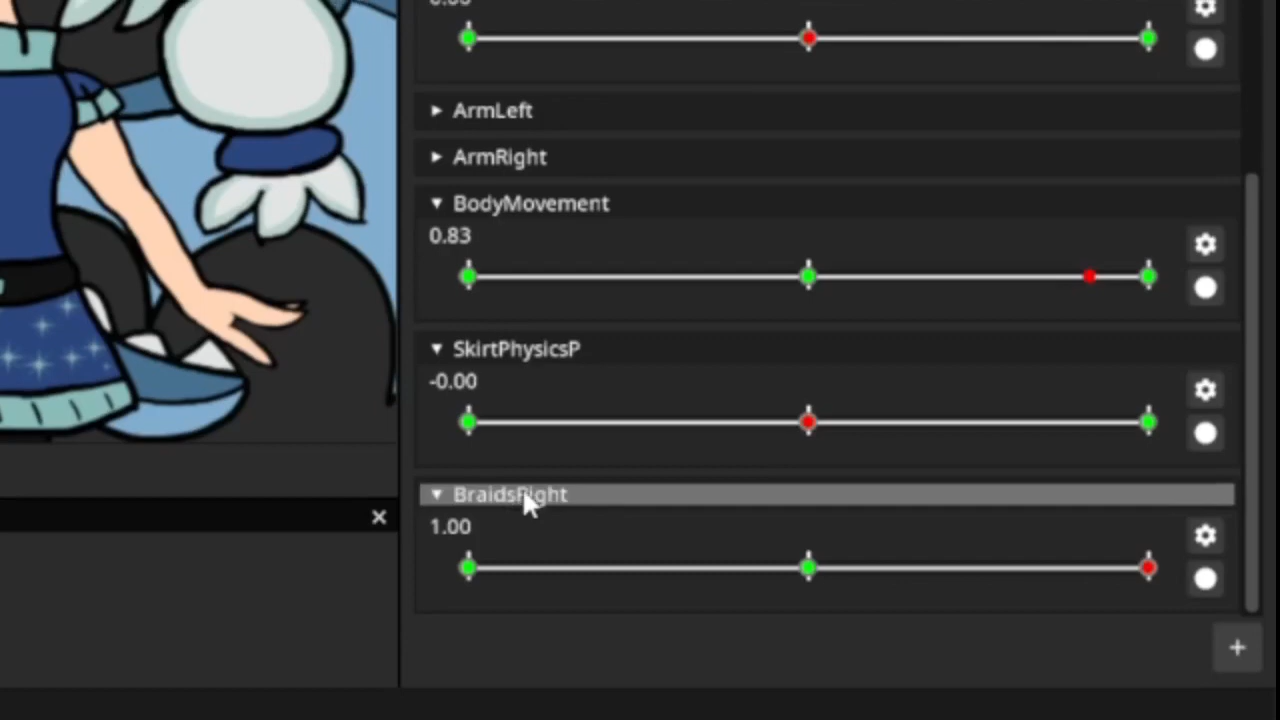 ArmLeft
ArmRight
BodyMovement
0.83
SkirtPhysicsP
-0.00
BraidsRight
1.00